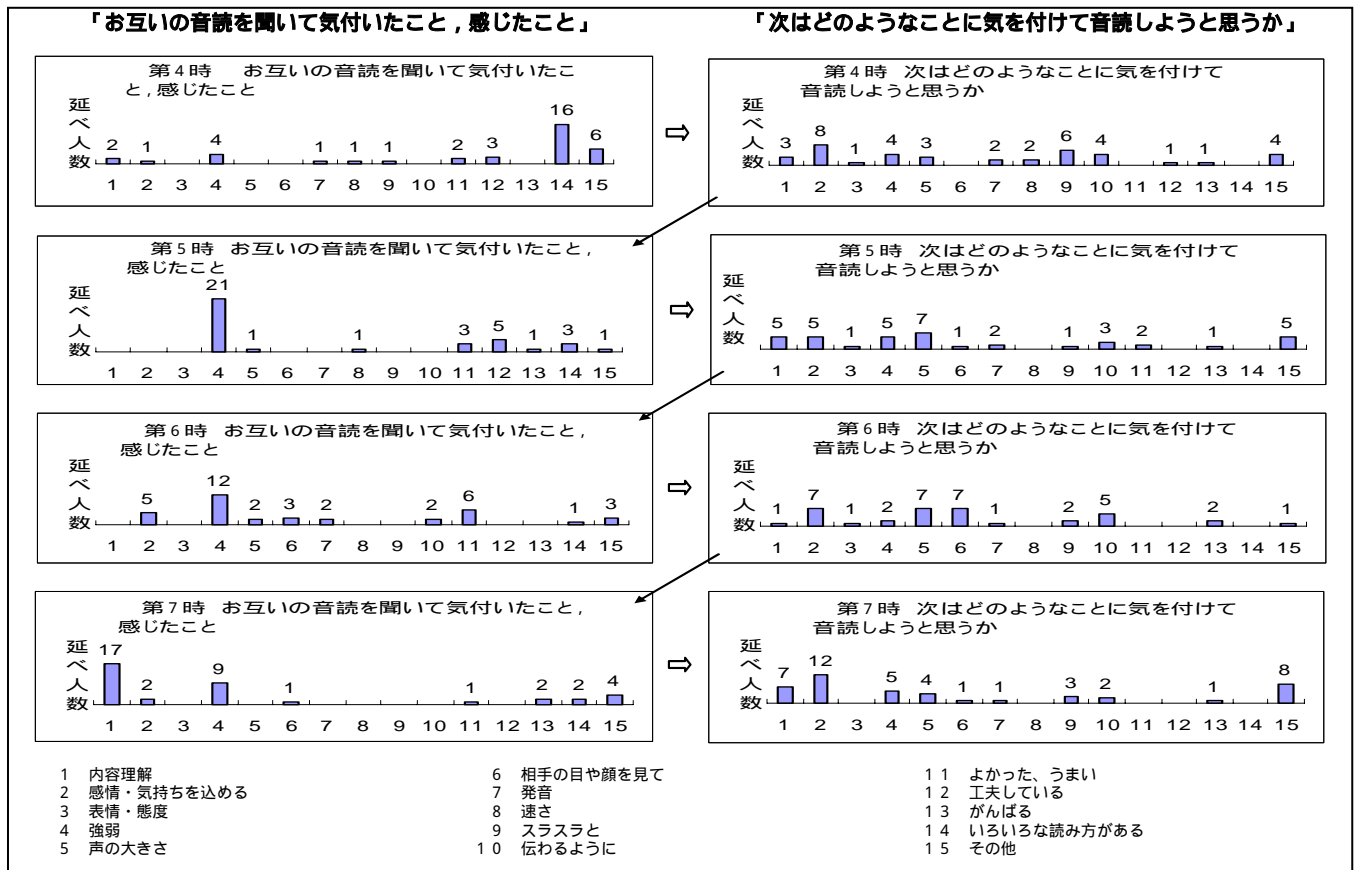 「お互いの音読を聞いて気付いたこと，感じたこと」
「次はどのようなことに気を付けて音読しようと思うか」
第4時　お互いの音読を聞いて気付いたこ
と，感じたこと
延べ人数
2 1 4 1 1 1 2 3 16 6
1 2 3 4 5 6 7 8 9 10 11 12 13 14 15
⇨
第4時 次はどのようなことに気を付けて
音読しようと思うか
延べ人数
3 8 1 4 3 2 2 6 4 1 1 4
1 2 3 4 5 6 7 8 9 10 11 12 13 14 15
第5時 お互いの音読を聞いて気付いたこと，
感じたこと
延べ人数
21 1 1 3 5 1 3 1
1 2 3 4 5 6 7 8 9 10 11 12 13 14 15
⇨
第5時 次はどのようなことに気を付けて
音読しようと思うか
延べ人数
5 5 1 5 7 1 2 1 3 2 1 5
1 2 3 4 5 6 7 8 9 10 11 12 13 14 15
第6時 お互いの音読を聞いて気付いたこと，
感じたこと
延べ人数
5 12 2 3 2 2 6 1 3
1 2 3 4 5 6 7 8 9 10 11 12 13 14 15
⇨
第6時 次はどのようなことに気を付けて
音読しようと思うか
延べ人数
1 7 1 2 7 7 1 2 5 2 1
1 2 3 4 5 6 7 8 9 10 11 12 13 14 15
第7時 お互いの音読を聞いて気付いたこと，
感じたこと
延べ人数
17 2 9 1 1 2 2 4
1 2 3 4 5 6 7 8 9 10 11 12 13 14 15
⇨
第7時 次はどのようなことに気を付けて
音読しようと思うか
延べ人数
7 12 5 4 1 1 3 2 1 8
1 2 3 4 5 6 7 8 9 10 11 12 13 14 15
1　内容理解
2　感情・気持ちを込める
3　表情・態度
4　強弱
5　声の大きさ
6　相手の目や顔を見て
7　発音
8　速さ
9　スラスラと
10　伝わるように
11　よかった、うまい
12　工夫している
13　がんばる
14　いろいろな読み方がある
15　その他